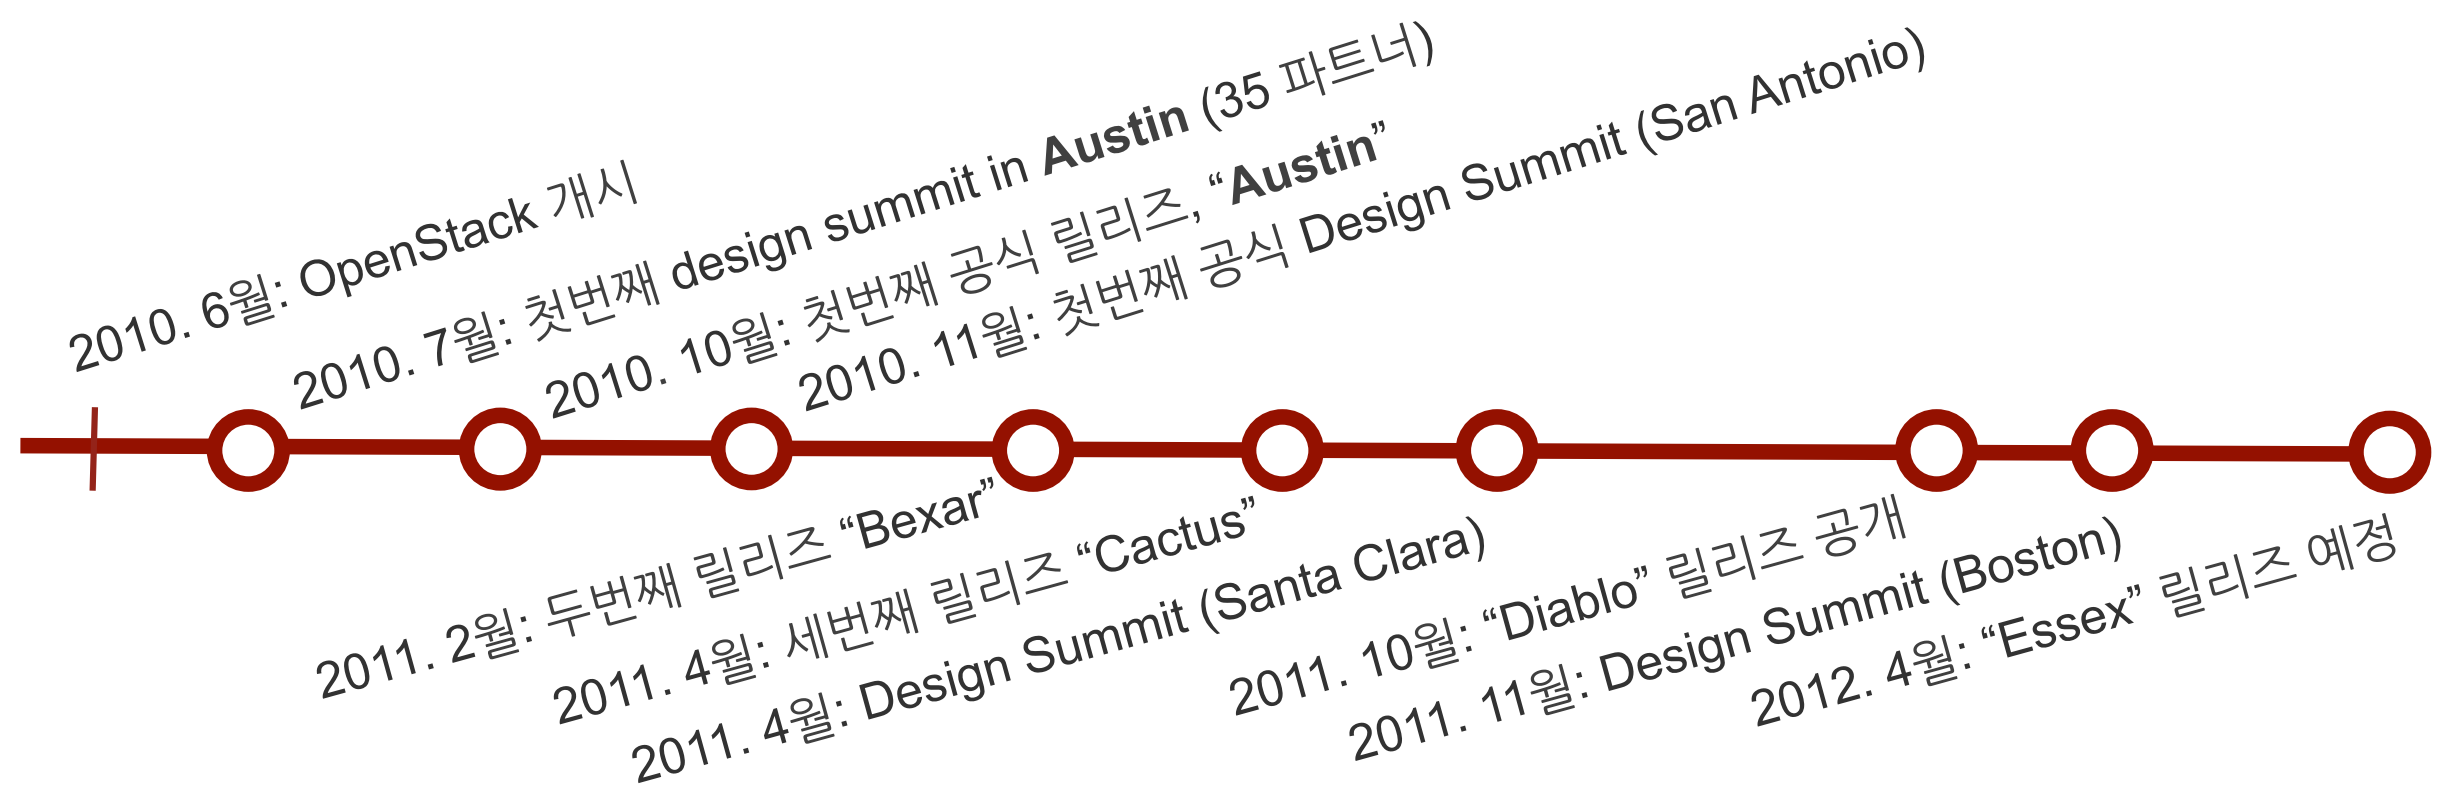 2010. 6월: OpenStack 개시
2010. 7월: 첫번째 design summit in Austin (35 파트너)
2010. 10월: 첫번째 공식 릴리즈, “Austin”
2010. 11월: 첫번째 공식 Design Summit (San Antonio)
2011. 2월: 두번째 릴리즈 “Bexar”
2011. 4월: 세번째 릴리즈 “Cactus”
2011. 4월: Design Summit (Santa Clara)
2011. 10월: “Diablo” 릴리즈 공개
2011. 11월: Design Summit (Boston)
2012. 4월: “Essex” 릴리즈 예정